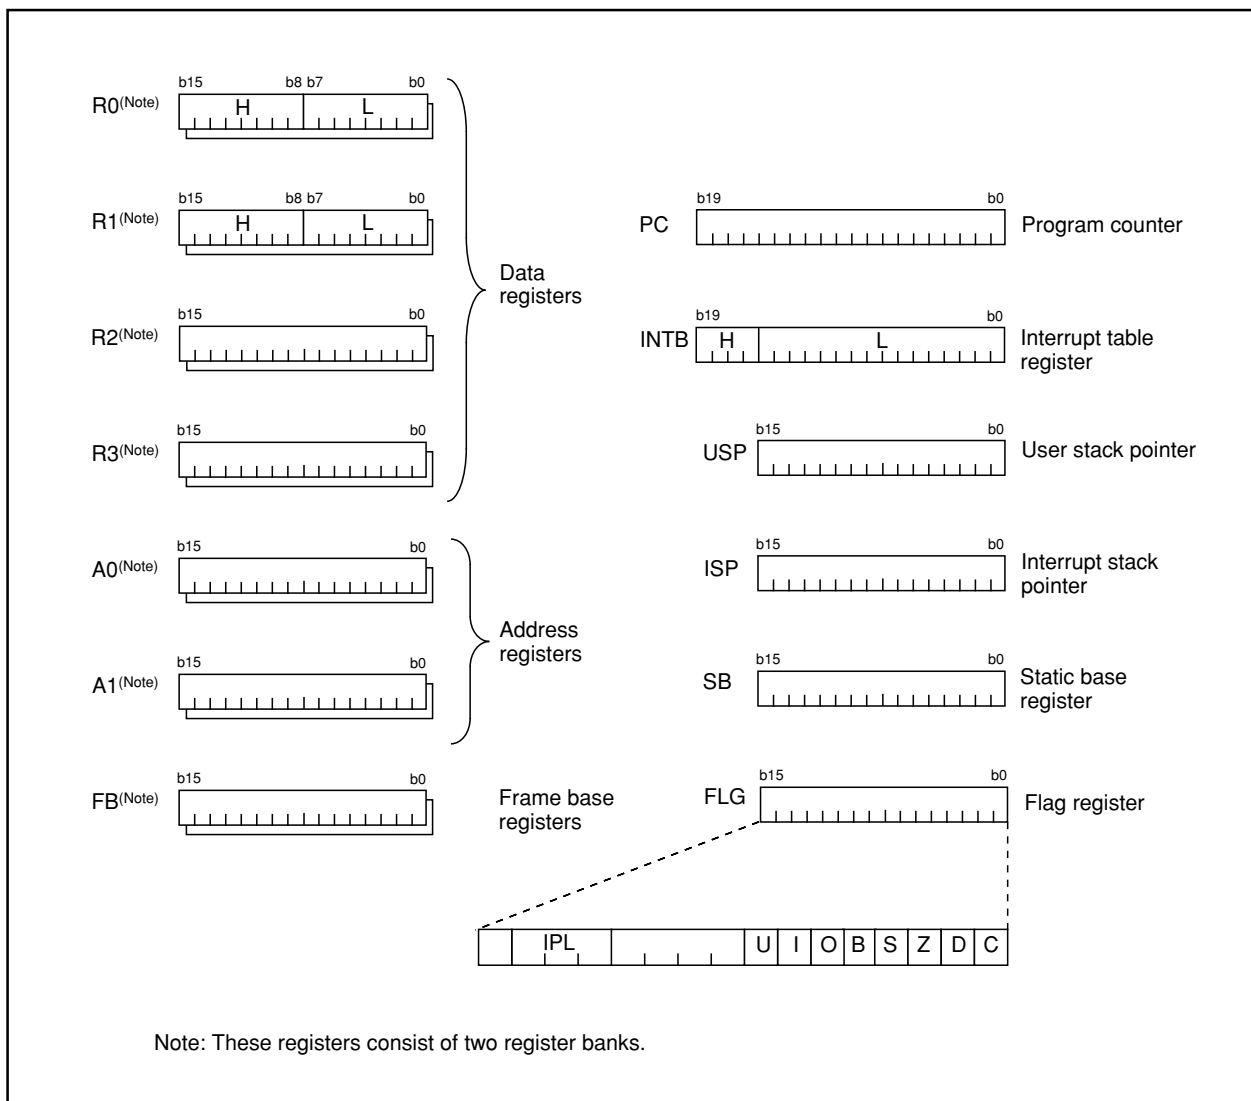 b15 b8 b7 b0
R0(Note) H L
b15 b8 b7 b0
R1(Note) H L
b15 b0
R2(Note)
b15 b0
R3(Note)
Data
registers
b15 b0
A0(Note)
b15 b0
A1(Note)
Address
registers
b15 b0
FB(Note)
Frame base
registers
b19 b0
PC Program counter
b19 b0
INTB H L Interrupt table
register
b15 b0
USP User stack pointer
b15 b0
ISP Interrupt stack
pointer
b15 b0
SB Static base
register
b15 b0
FLG Flag register
IPL U I O B S Z D C
Note: These registers consist of two register banks.